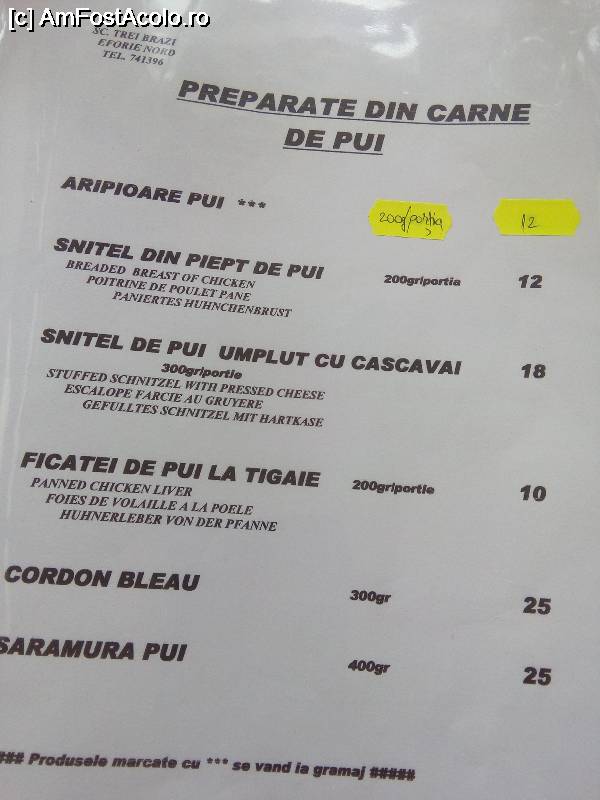 [c] AmFostAcolo.ro
SC. TREI BRAZI
EFORIE NORD
TEL. 741396
PREPARATE DIN CARNE
DE PUI
ARIPIOARE PUI *** 200g/portia 12
SNITEL DIN PIEPT DE PUI 200gr/portia 12
BREADED BREAST OF CHICKEN
POITRINE DE POULET PANE
PANIERTES HUHNCHENBRUST
SNITEL DE PUI UMPLUT CU CASCAVAl 18
300gr/portie
STUFFED SCHNITZEL WITH PRESSED CHEESE
ESCALOPE FARCIE AU GRUYERE
GEFULLTES SCHNITZEL MIT HARTKASE
FICATEI DE PUI LA TIGAIE 200gr/portie 10
PANNED CHICKEN LIVER
FOIES DE VOLAILLE A LA POELE
HUHNERLEBER VON DER PFANNE
CORDON BLEAU 300gr 25
SARAMURA PUI 400gr 25
### Produsele marcate cu *** se vand la gramaj #####